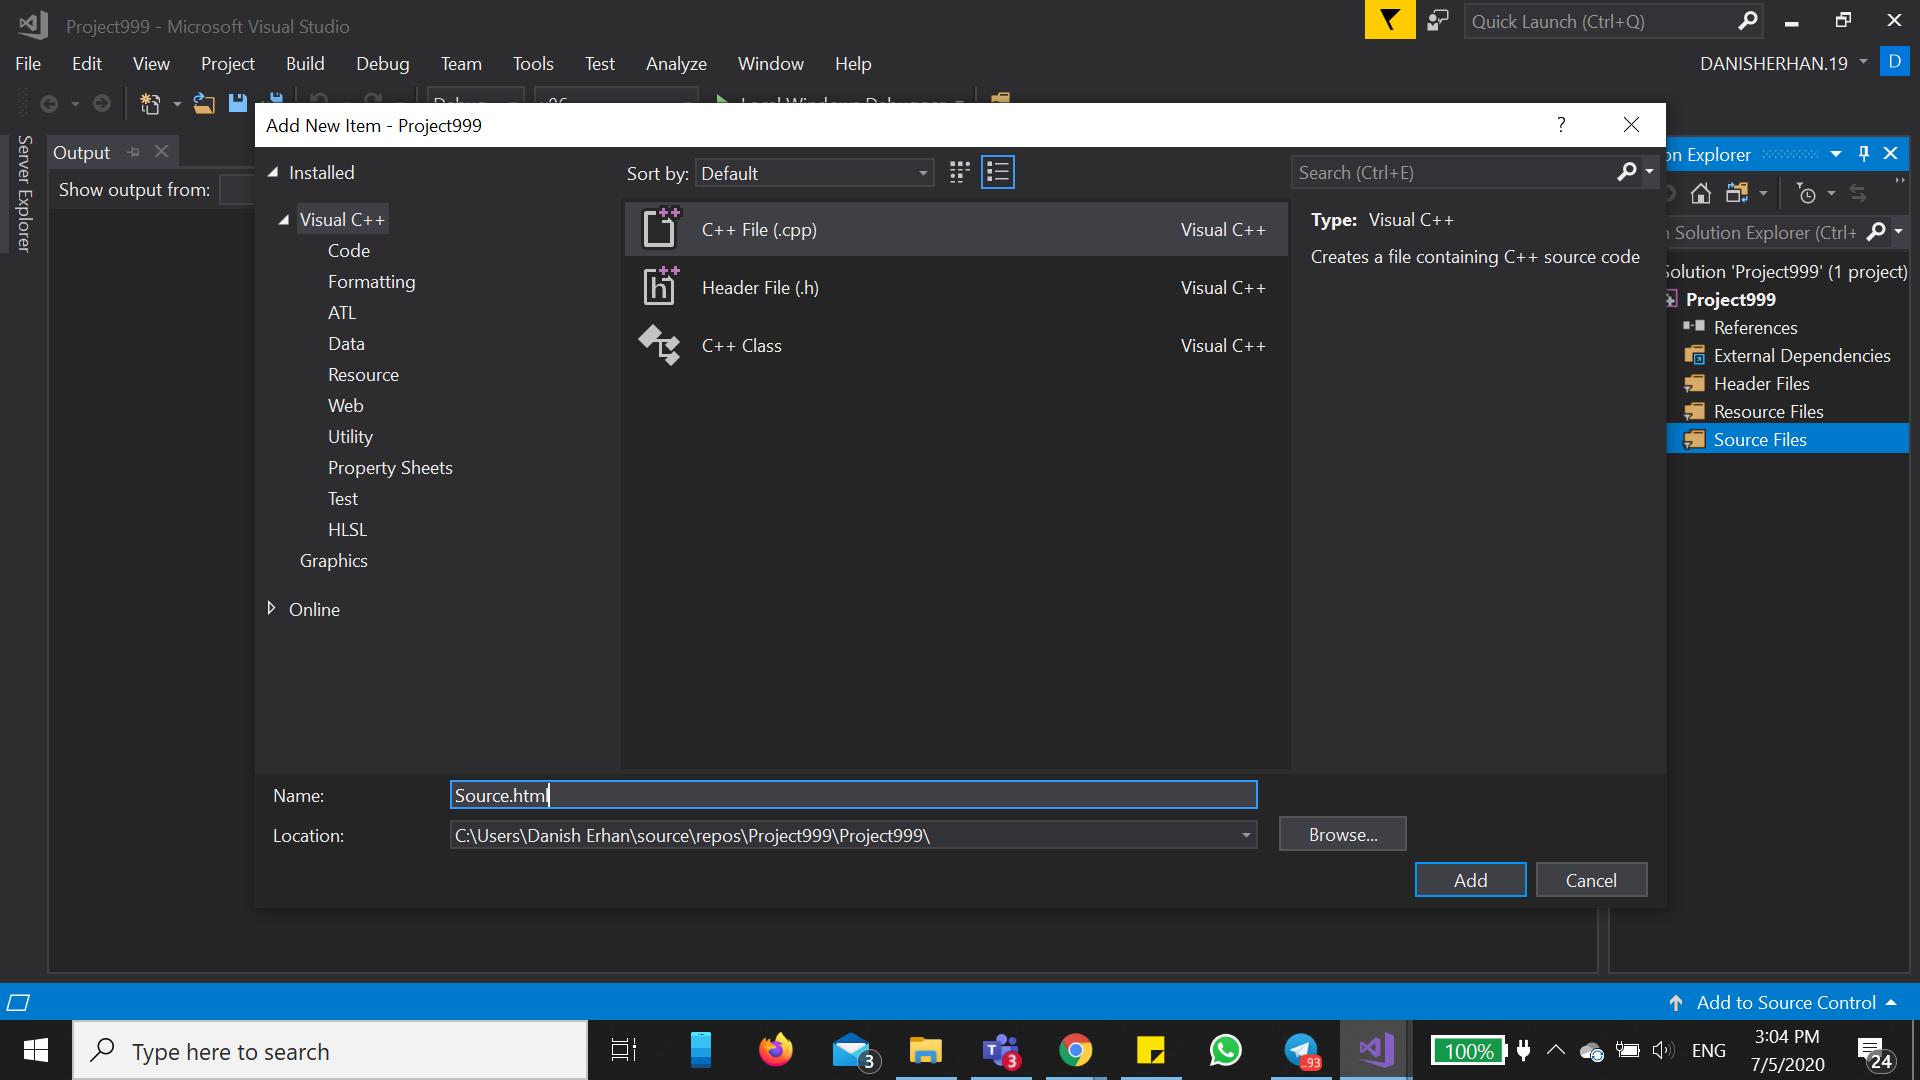 Project999 - Microsoft Visual Studio
Quick Launch (Ctrl+Q)
File Edit View Project Build Debug Team Tools Test Analyze Window Help
DANISHERHAN.19 D
Add New Item - Project999 ?
Server Explorer
Output
Show output from:
Installed
Visual C++
Code
Formatting
ATL
Data
Resource
Web
Utility
Property Sheets
Test
HLSL
Graphics
Online
Sort by: Default
C++ File (.cpp) Visual C++
Header File (.h) Visual C++
C++ Class Visual C++
Search (Ctrl+E)
Type: Visual C++
Creates a file containing C++ source code
Name: Source.html
Location: C:\Users\Danish Erhan\source\repos\Project999\Project999\
Browse...
Add Cancel
on Explorer
Solution Explorer (Ctrl+
Solution 'Project999' (1 project)
Project999
References
External Dependencies
Header Files
Resource Files
Source Files
Add to Source Control
Type here to search
3
3
..93
100%
ENG
3:04 PM
7/5/2020
24